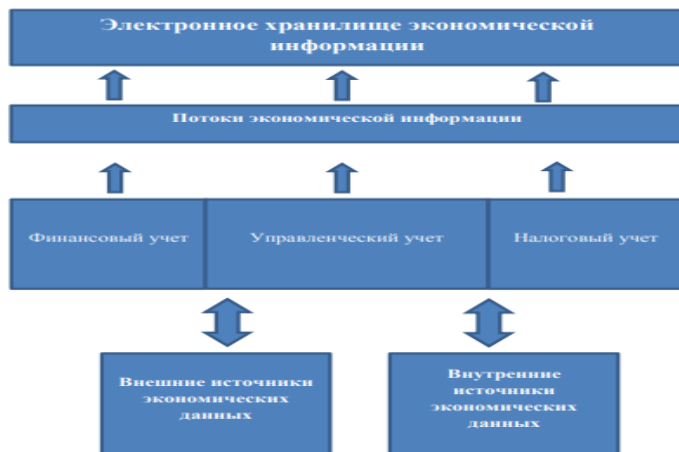 Электронное хранилище экономической
информации
Потоки экономической информации
Финансовый учет
Управленческий учет
Налоговый учет
Внешние источники
экономических
данных
Внутренние
источники
экономических
данных